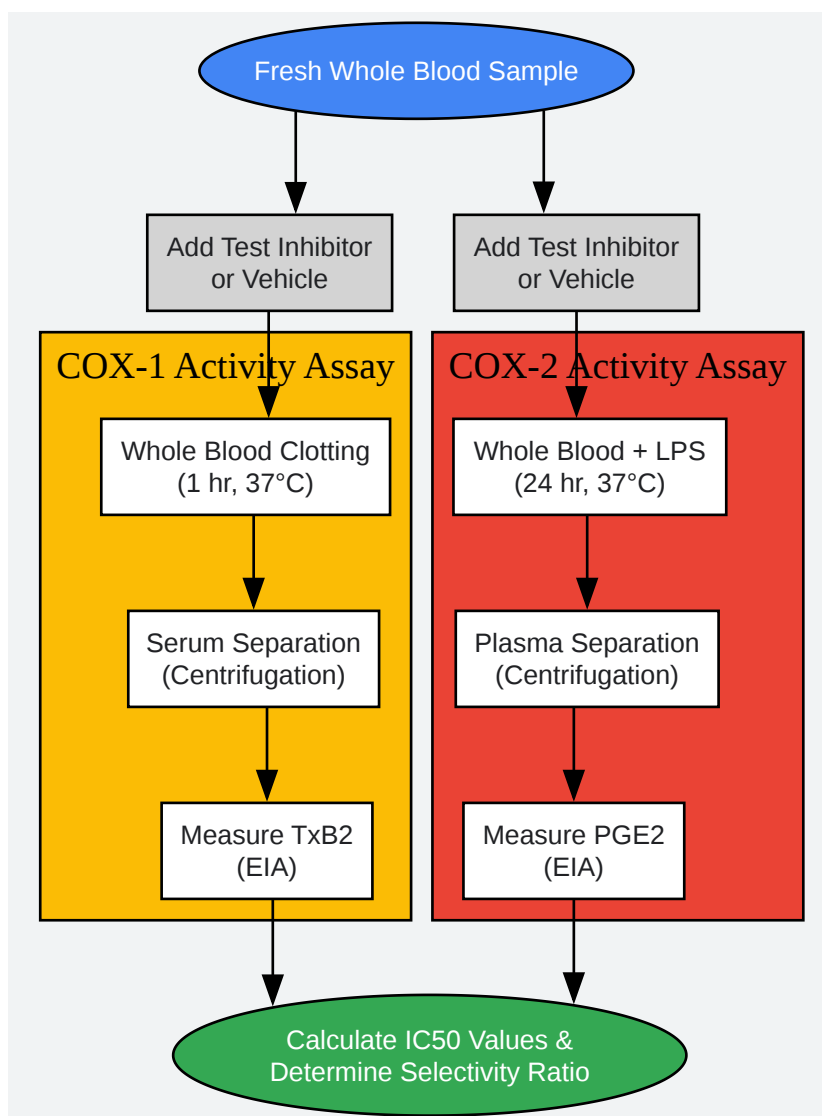 Fresh Whole Blood Sample
Add Test Inhibitor
or Vehicle
Add Test Inhibitor
or Vehicle
COX-1 Activity Assay
Whole Blood Clotting
(1 hr, 37°C)
Serum Separation
(Centrifugation)
Measure TxB2
(EIA)
COX-2 Activity Assay
Whole Blood + LPS
(24 hr, 37°C)
Plasma Separation
(Centrifugation)
Measure PGE2
(EIA)
Calculate IC50 Values &
Determine Selectivity Ratio